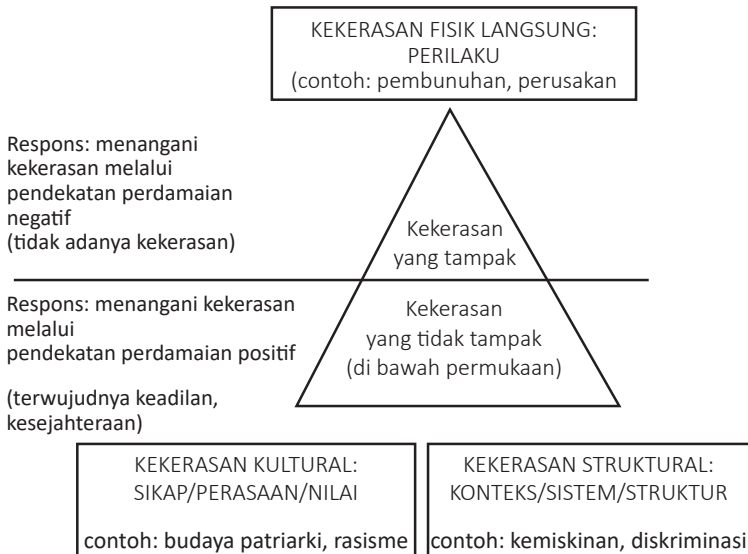 KEKERASAN FISIK LANGSUNG:
PERILAKU
(contoh: pembunuhan, perusakan
Respons: menangani
kekerasan melalui
pendekatan perdamaian
negatif
(tidak adanya kekerasan)
Kekerasan
yang tampak
Respons: menangani kekerasan
melalui
pendekatan perdamaian positif
(terwujudnya keadilan,
kesejahteraan)
Kekerasan
yang tidak tampak
(di bawah permukaan)
KEKERASAN KULTURAL:
SIKAP/PERASAAN/NILAI
contoh: budaya patriarki, rasisme
KEKERASAN STRUKTURAL:
KONTEKS/SISTEM/STRUKTUR
contoh: kemiskinan, diskriminasi